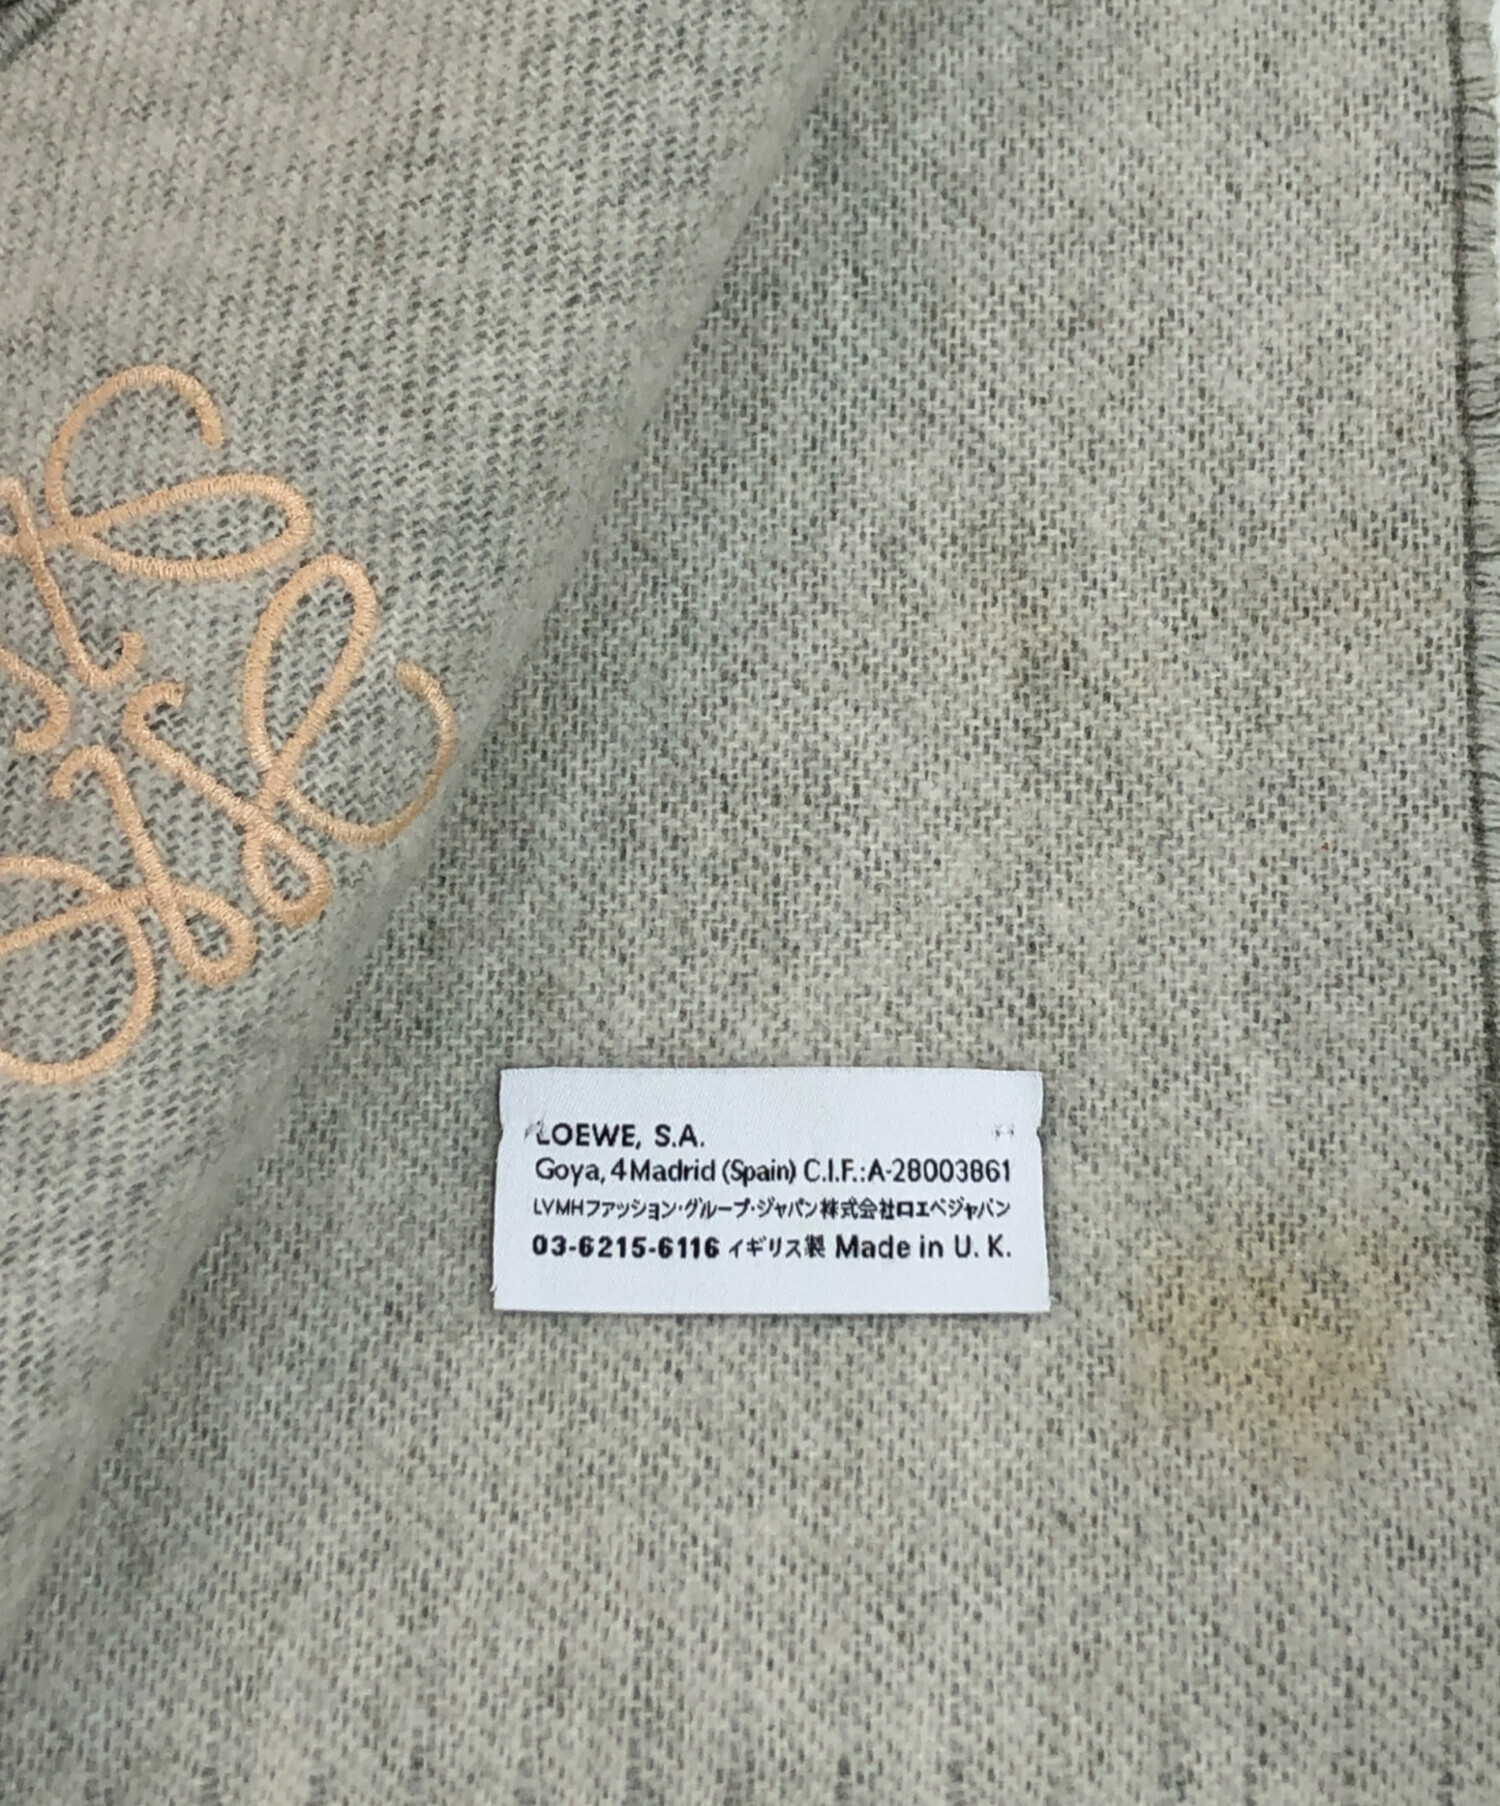 LOEWE, S.A.
Goya, 4 Madrid (Spain) C.I.F.:A-28003861
LVMHファッション・グループ・ジャパン株式会社ロエベジャパン
03-6215-6116 イギリス製 Made in U. K.